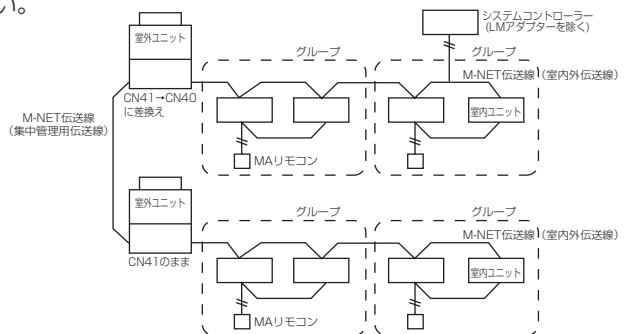 い。
システムコントローラー
(LMアダプターを除く)
室外ユニット
グループ
グループ
M-NET伝送線（室内外伝送線）
CN41→CN40
に差換え
M-NET伝送線
（集中管理用伝送線）
室内ユニット
MAリモコン
室外ユニット
グループ
グループ
M-NET伝送線（室内外伝送線）
CN41のまま
室内ユニット
MAリモコン